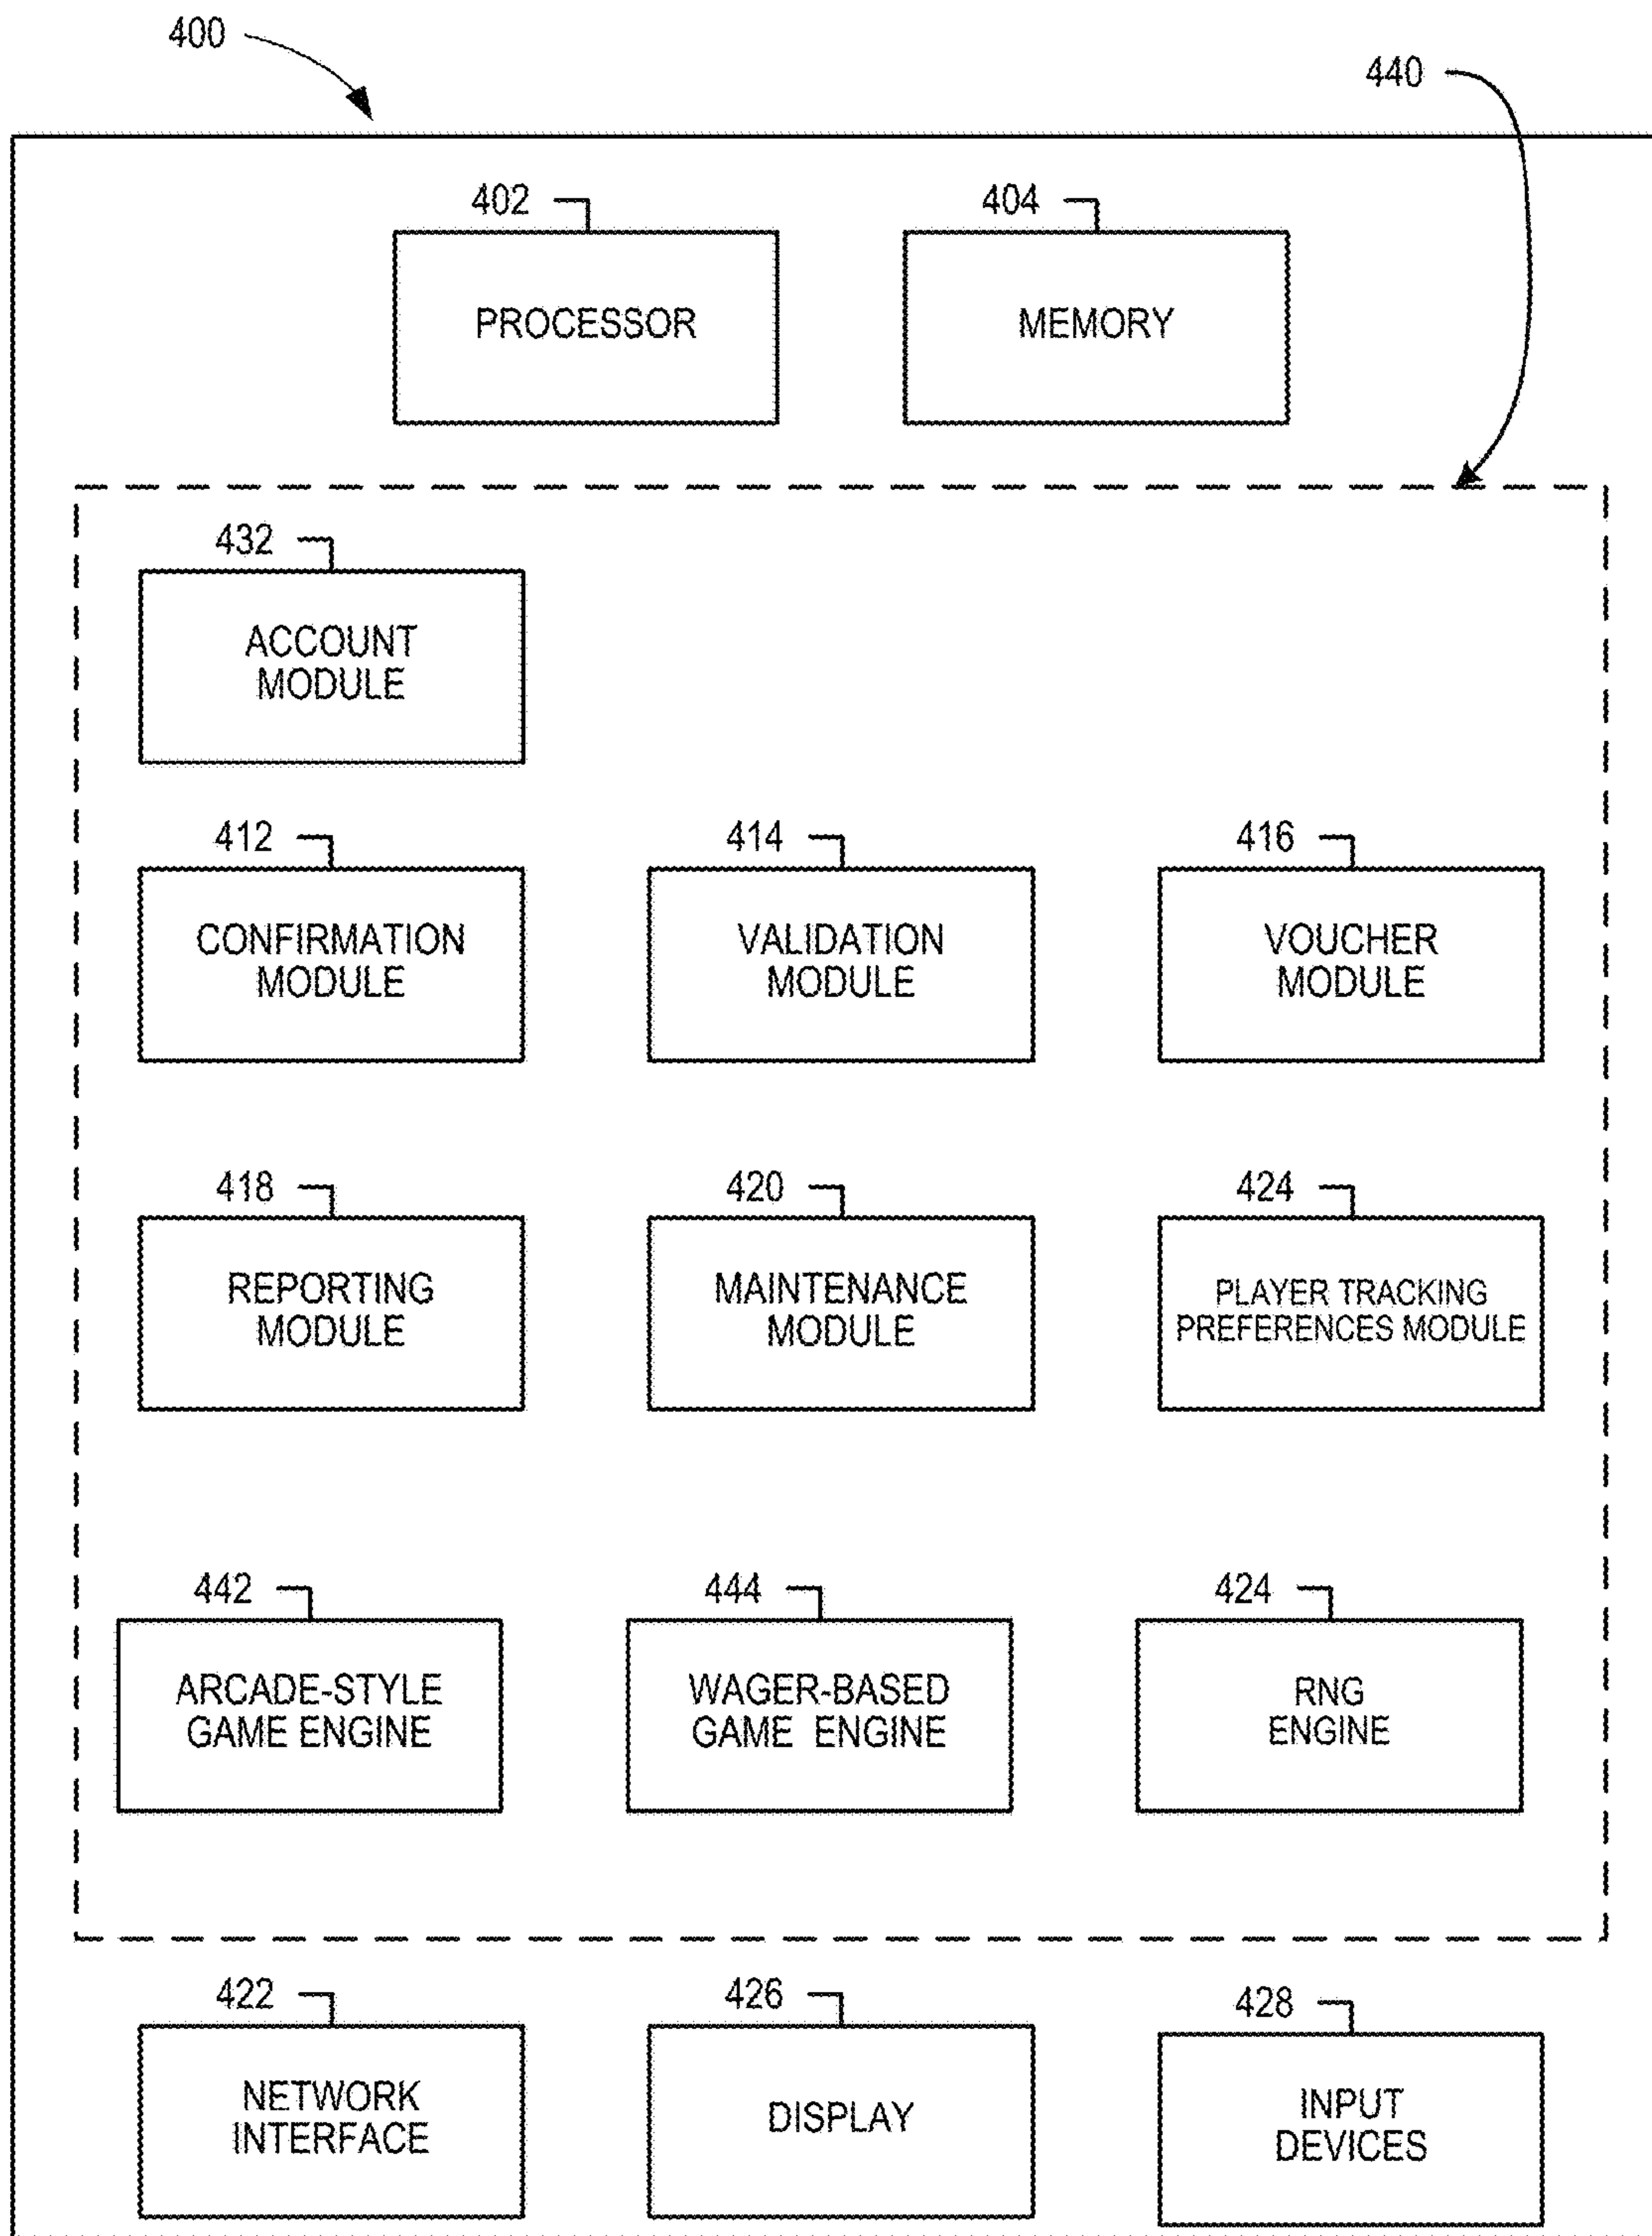 400
440
402
404
PROCESSOR
MEMORY
432
ACCOUNT
MODULE
412
414
416
CONFIRMATION
MODULE
VALIDATION
MODULE
VOUCHER
MODULE
418
420
424
REPORTING
MODULE
MAINTENANCE
MODULE
PLAYER TRACKING
PREFERENCES MODULE
442
444
424
ARCADE-STYLE
GAME ENGINE
WAGER-BASED
GAME ENGINE
RNG
ENGINE
422
426
428
NETWORK
INTERFACE
DISPLAY
INPUT
DEVICES